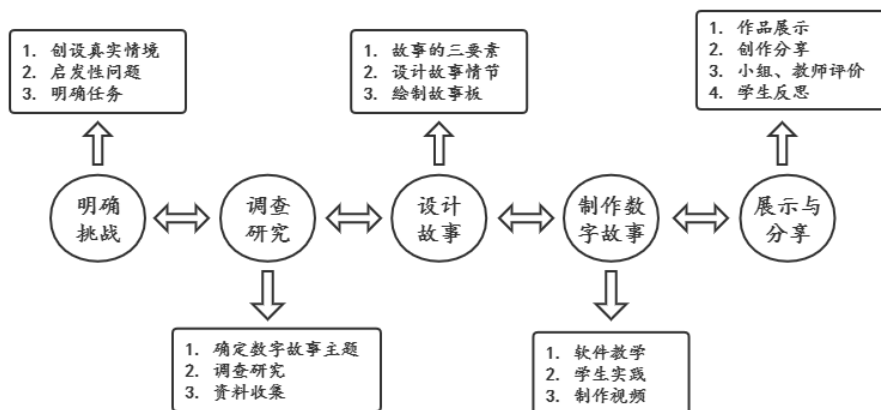 1. 创设真实情境
2. 启发性问题
3. 明确任务
1. 故事的三要素
2. 设计故事情节
3. 绘制故事板
1. 作品展示
2. 创作分享
3. 小组、教师评价
4. 学生反思
明确
挑战
调查
研究
设计
故事
制作数
字故事
展示与
分享
1. 确定数字故事主题
2. 调查研究
3. 资料收集
1. 软件教学
2. 学生实践
3. 制作视频